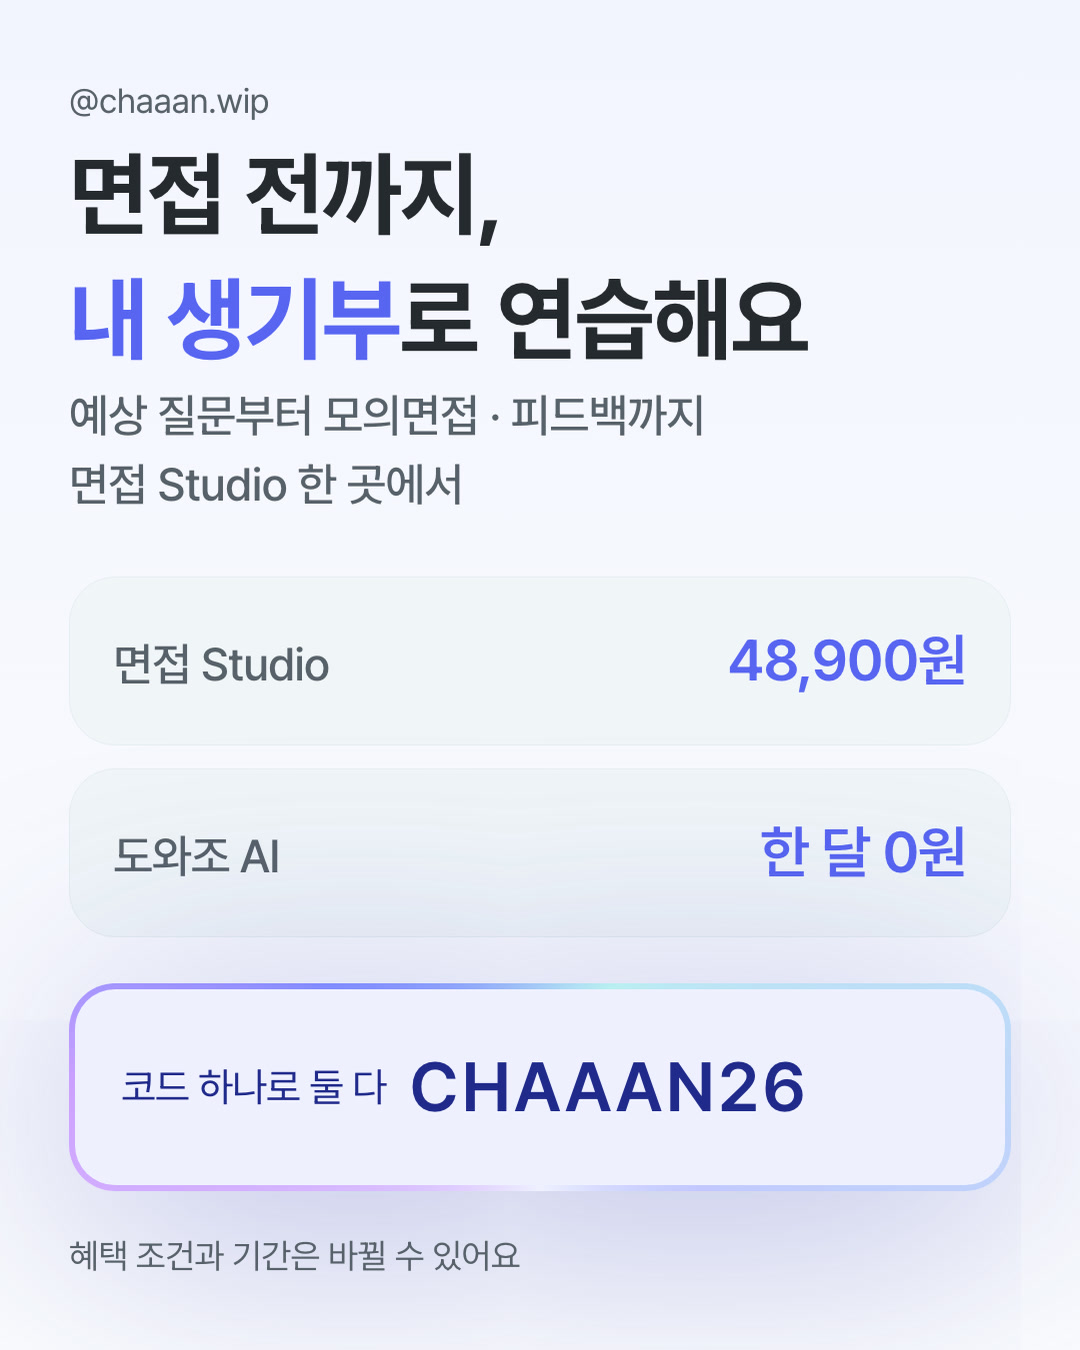 @chaaan.wip
면접 전까지,
내 생기부로 연습해요
예상 질문부터 모의면접 · 피드백까지
면접 Studio 한 곳에서
면접 Studio 48,900원
도와조 AI 한 달 0원
코드 하나로 둘 다 CHAAAN26
혜택 조건과 기간은 바뀔 수 있어요